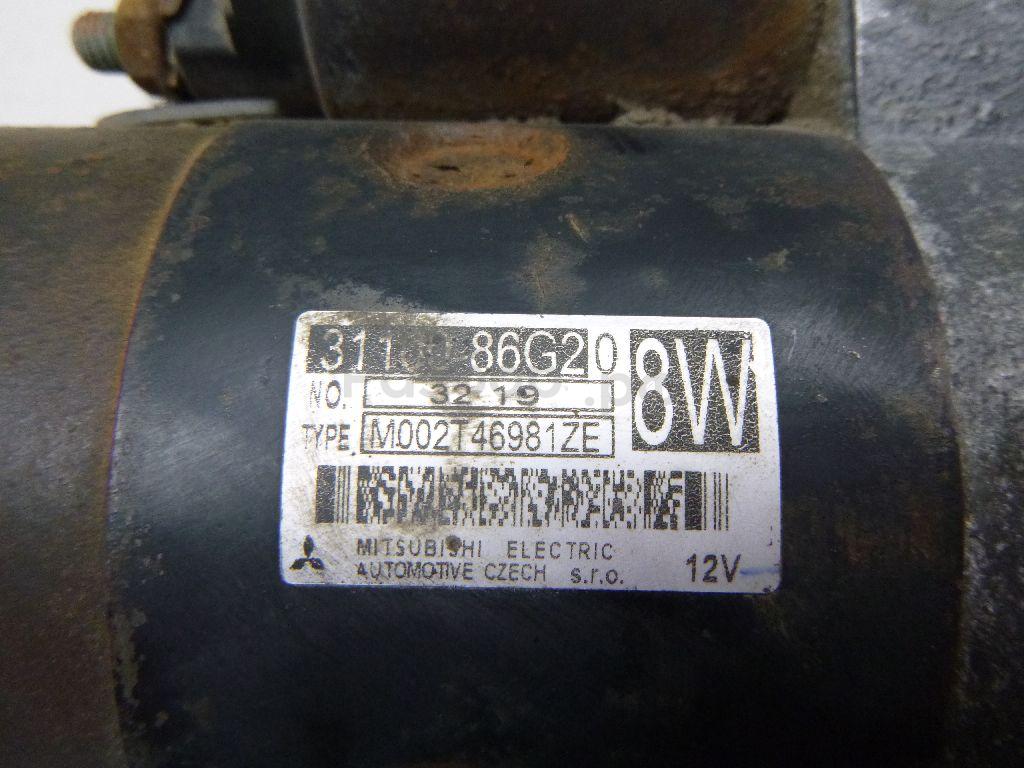 86G20
8W
NO. 32 19
TYPE M002T46981ZE
MITSUBISHI ELECTRIC
AUTOMOTIVE CZECH s.r.o.
12V